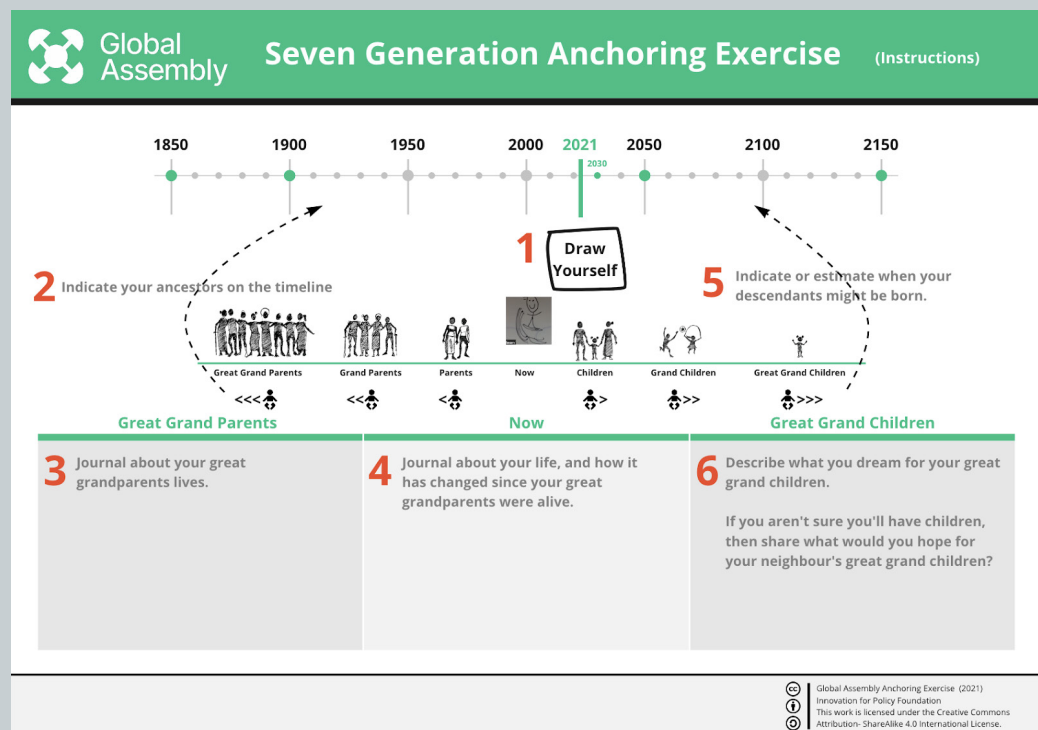 Global
Assembly
Seven Generation Anchoring Exercise (Instructions)
1850 1900 1950 2000 2021 2050 2100 2150
2030
1
Draw
Yourself
2 Indicate your ancestors on the timeline
5 Indicate or estimate when your
descendants might be born.
Great Grand Parents Grand Parents Parents Now Children Grand Children Great Grand Children
<<< << < > >> >>>
Great Grand Parents Now Great Grand Children
3 Journal about your great
grandparents lives.
4 Journal about your life, and how it
has changed since your great
grandparents were alive.
6 Describe what you dream for your great
grand children.
If you aren't sure you'll have children,
then share what would you hope for
your neighbour's great grand children?
cc
Global Assembly Anchoring Exercise (2021)
Innovation for Policy Foundation
This work is licensed under the Creative Commons
Attribution- ShareAlike 4.0 International License.